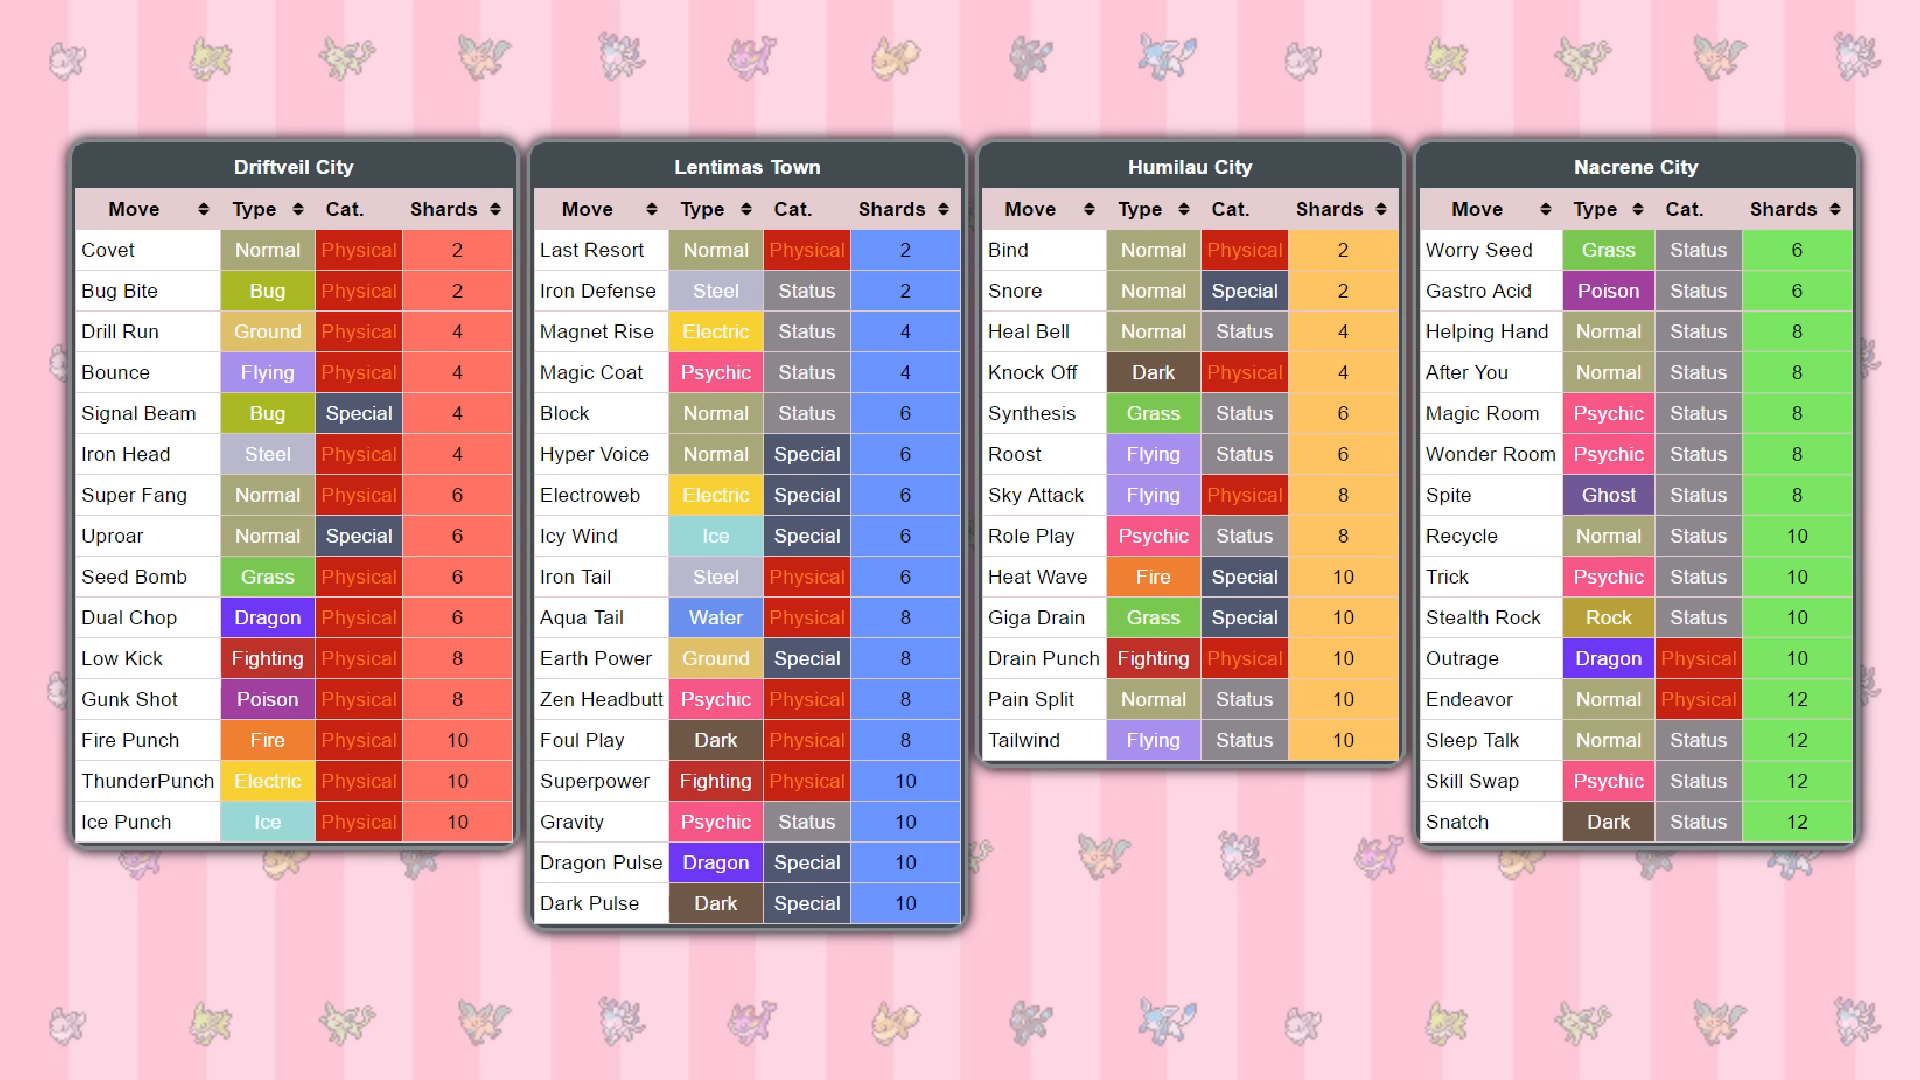 Driftveil City
Move Type Cat. Shards
Covet Normal Physical 2
Bug Bite Bug Physical 2
Drill Run Ground Physical 4
Bounce Flying Physical 4
Signal Beam Bug Special 4
Iron Head Steel Physical 4
Super Fang Normal Physical 6
Uproar Normal Special 6
Seed Bomb Grass Physical 6
Dual Chop Dragon Physical 6
Low Kick Fighting Physical 8
Gunk Shot Poison Physical 8
Fire Punch Fire Physical 10
ThunderPunch Electric Physical 10
Ice Punch Ice Physical 10
Lentimas Town
Move Type Cat. Shards
Last Resort Normal Physical 2
Iron Defense Steel Status 2
Magnet Rise Electric Status 4
Magic Coat Psychic Status 4
Block Normal Status 6
Hyper Voice Normal Special 6
Electroweb Electric Special 6
Icy Wind Ice Special 6
Iron Tail Steel Physical 6
Aqua Tail Water Physical 8
Earth Power Ground Special 8
Zen Headbutt Psychic Physical 8
Foul Play Dark Physical 8
Superpower Fighting Physical 10
Gravity Psychic Status 10
Dragon Pulse Dragon Special 10
Dark Pulse Dark Special 10
Humilau City
Move Type Cat. Shards
Bind Normal Physical 2
Snore Normal Special 2
Heal Bell Normal Status 4
Knock Off Dark Physical 4
Synthesis Grass Status 6
Roost Flying Status 6
Sky Attack Flying Physical 8
Role Play Psychic Status 8
Heat Wave Fire Special 10
Giga Drain Grass Special 10
Drain Punch Fighting Physical 10
Pain Split Normal Status 10
Tailwind Flying Status 10
Nacrene City
Move Type Cat. Shards
Worry Seed Grass Status 6
Gastro Acid Poison Status 6
Helping Hand Normal Status 8
After You Normal Status 8
Magic Room Psychic Status 8
Wonder Room Psychic Status 8
Spite Ghost Status 8
Recycle Normal Status 10
Trick Psychic Status 10
Stealth Rock Rock Status 10
Outrage Dragon Physical 10
Endeavor Normal Physical 12
Sleep Talk Normal Status 12
Skill Swap Psychic Status 12
Snatch Dark Status 12